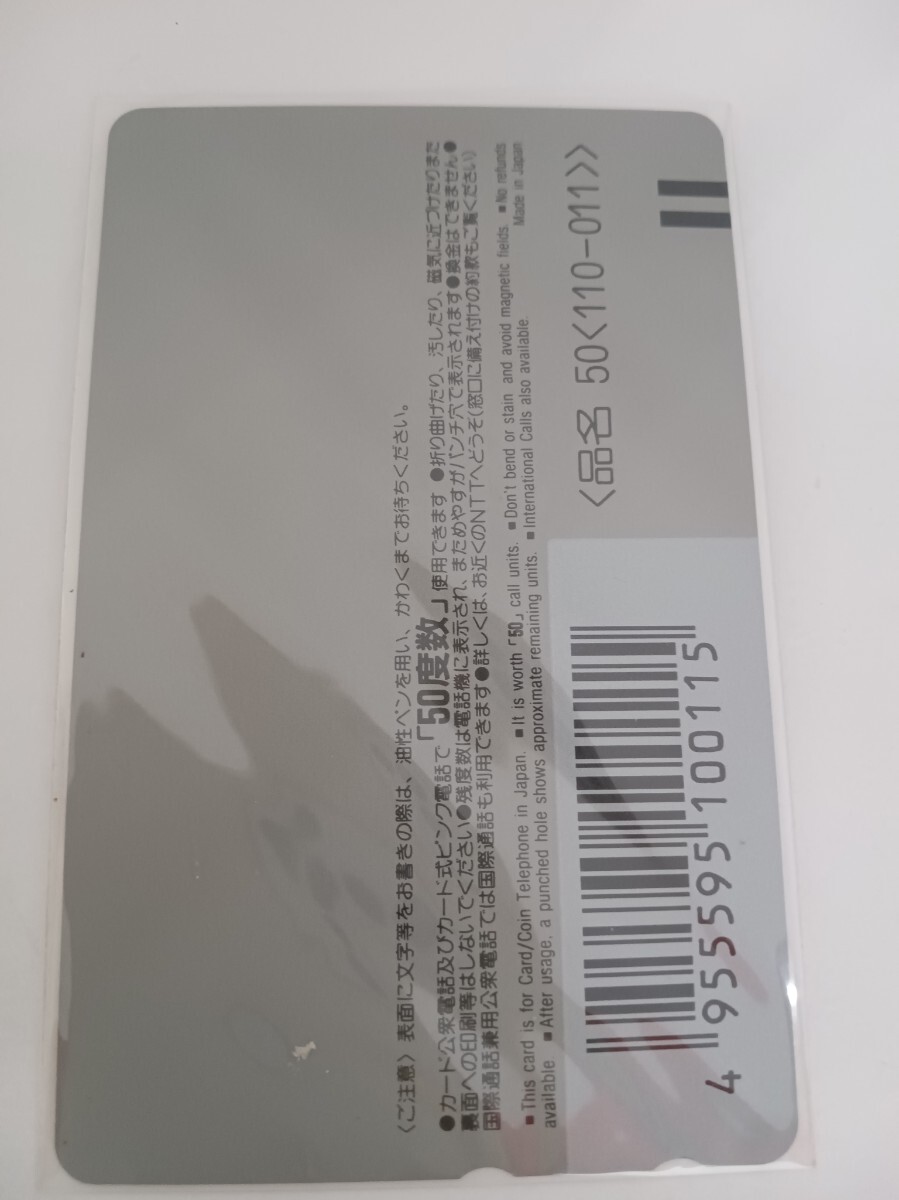 〈ご注意〉表面に文字等をお書きの際は、油性ペンを用い、かわくまでお待ちください。
●カード公衆電話及びカード式ピンク電話で「50度数」使用できます ●折り曲げたり、汚したり、磁気に近づけたりまた
裏面への印刷等はしないでください●残度数は電話機に表示され、まためやすがパンチ穴で表示されます●換金はできません●
国際通話兼用公衆電話では国際通話も利用できます●詳しくは、お近くのNTTへどうぞ(窓口に備え付けの約款もご覧ください)
■This card is for Card/Coin Telephone in Japan. ■It is worth「50」call units. ■Don't bend or stain and avoid magnetic fields. ■No refunds
available ■After usage, a punched hole shows approximate remaining units. ■International Calls also available. Made in Japan
〈品名 50〈110-011〉〉
4 955595 100115